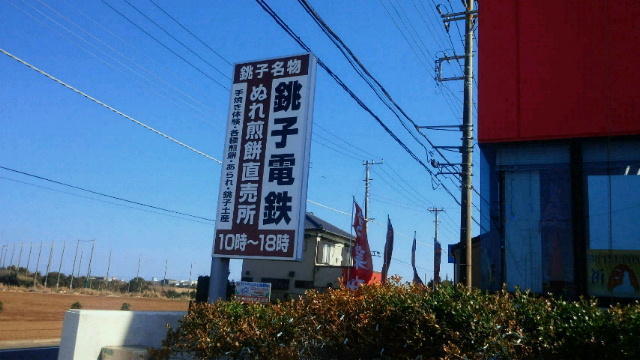 銚子名物
銚子電鉄
ぬれ煎餅直売所
手焼き体験・各種煎餅・あられ・銚子土産
10時〜18時